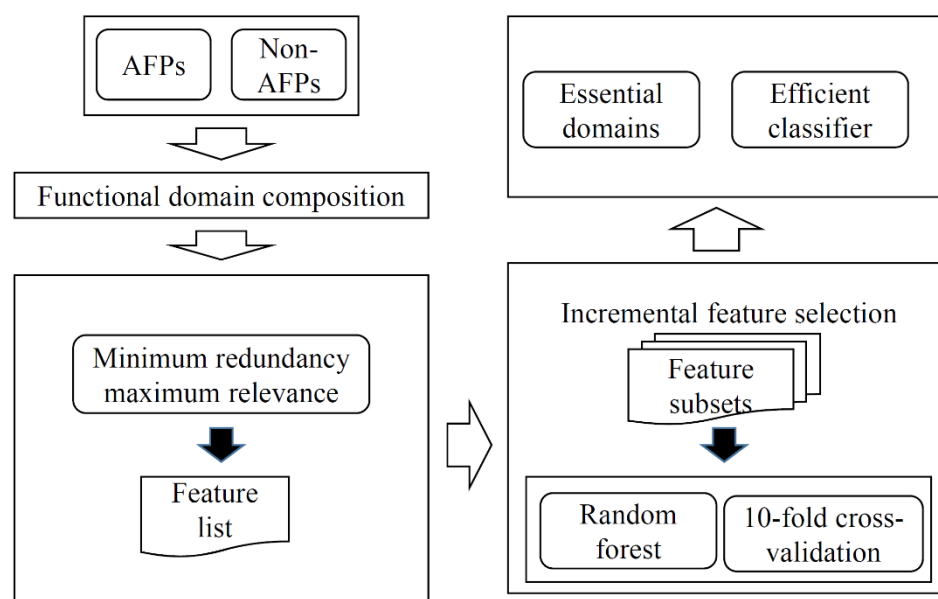 AFPs
Non-
AFPs
Functional domain composition
Minimum redundancy
maximum relevance
Feature
list
Essential
domains
Efficient
classifier
Incremental feature selection
Feature
subsets
Random
forest
10-fold cross-
validation